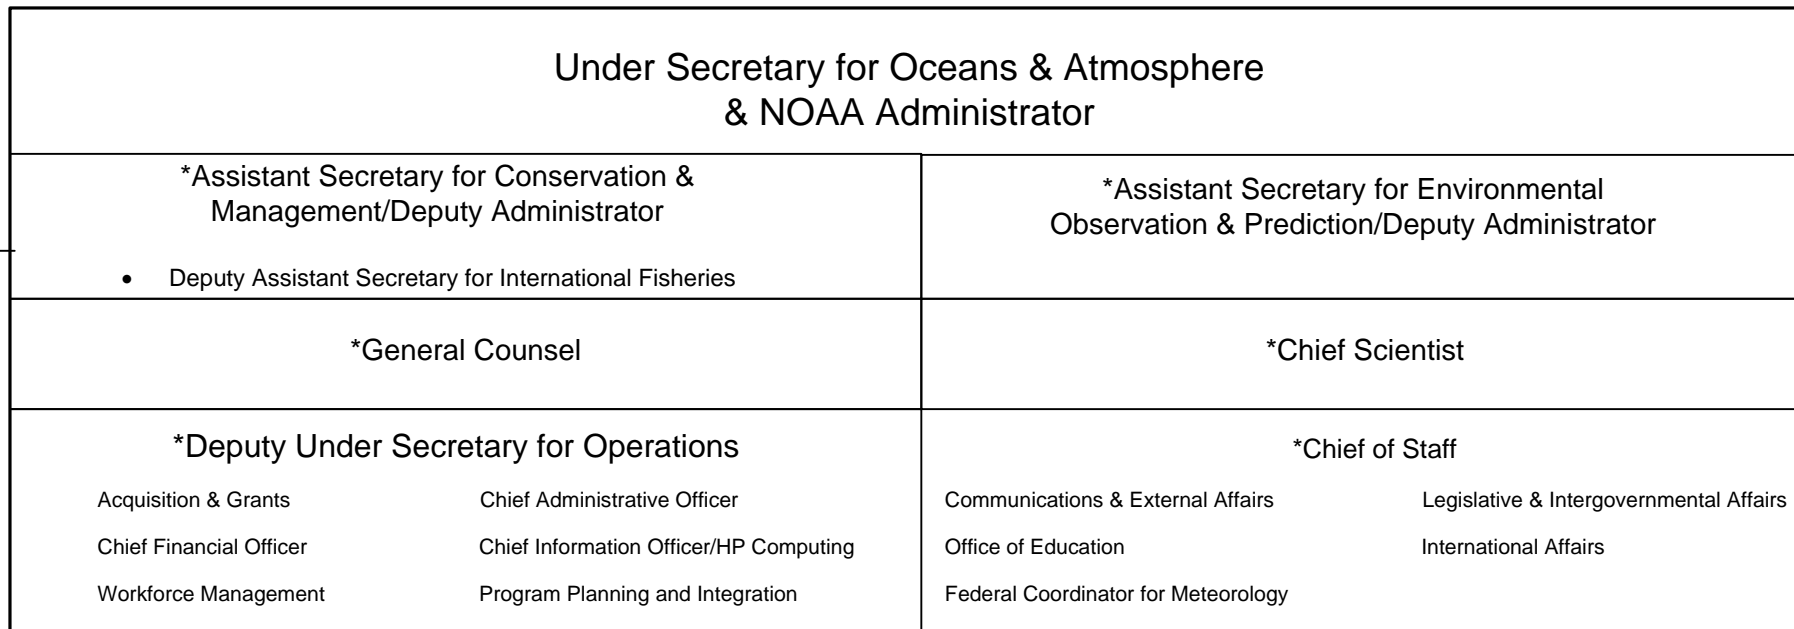 Under Secretary for Oceans & Atmosphere
& NOAA Administrator
*Assistant Secretary for Conservation &
Management/Deputy Administrator
• Deputy Assistant Secretary for International Fisheries
*Assistant Secretary for Environmental
Observation & Prediction/Deputy Administrator
*General Counsel
*Chief Scientist
*Deputy Under Secretary for Operations
Acquisition & Grants
Chief Administrative Officer
Chief Financial Officer
Chief Information Officer/HP Computing
Workforce Management
Program Planning and Integration
*Chief of Staff
Communications & External Affairs
Legislative & Intergovernmental Affairs
Office of Education
International Affairs
Federal Coordinator for Meteorology